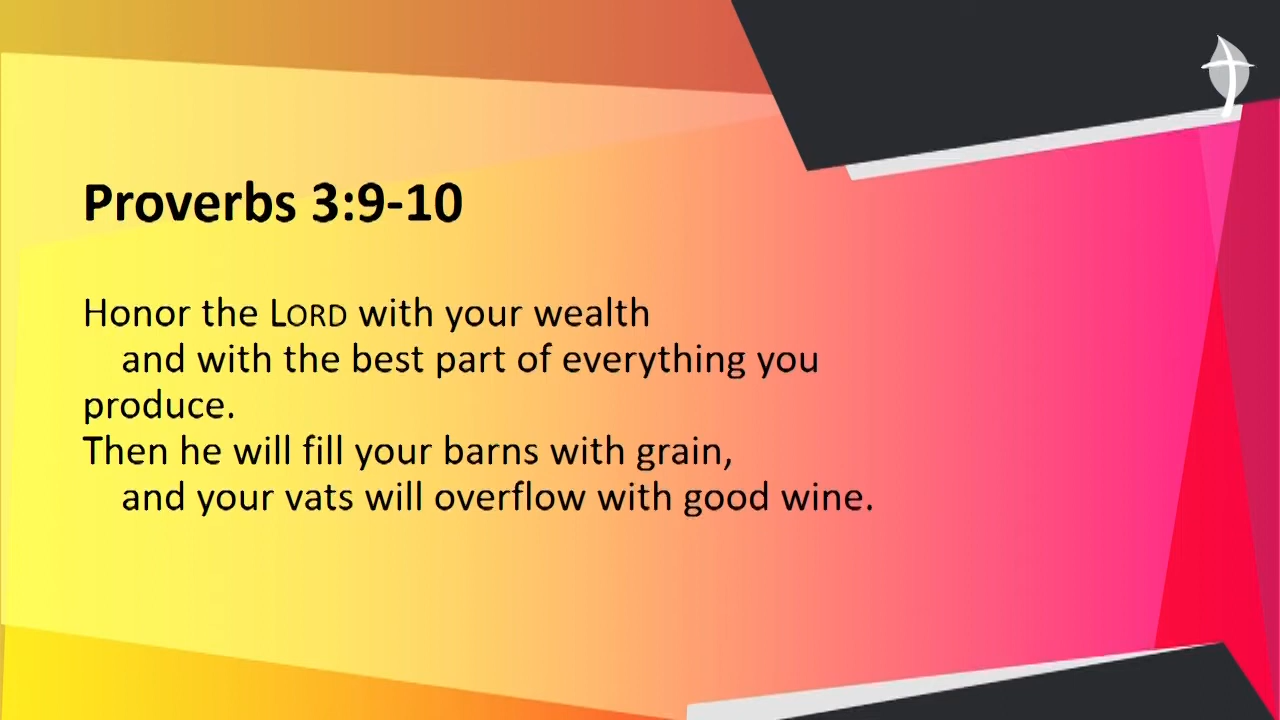 Proverbs 3:9-10
Honor the LORD with your wealth
and with the best part of everything you
produce.
Then he will fill your barns with grain,
and your vats will overflow with good wine.